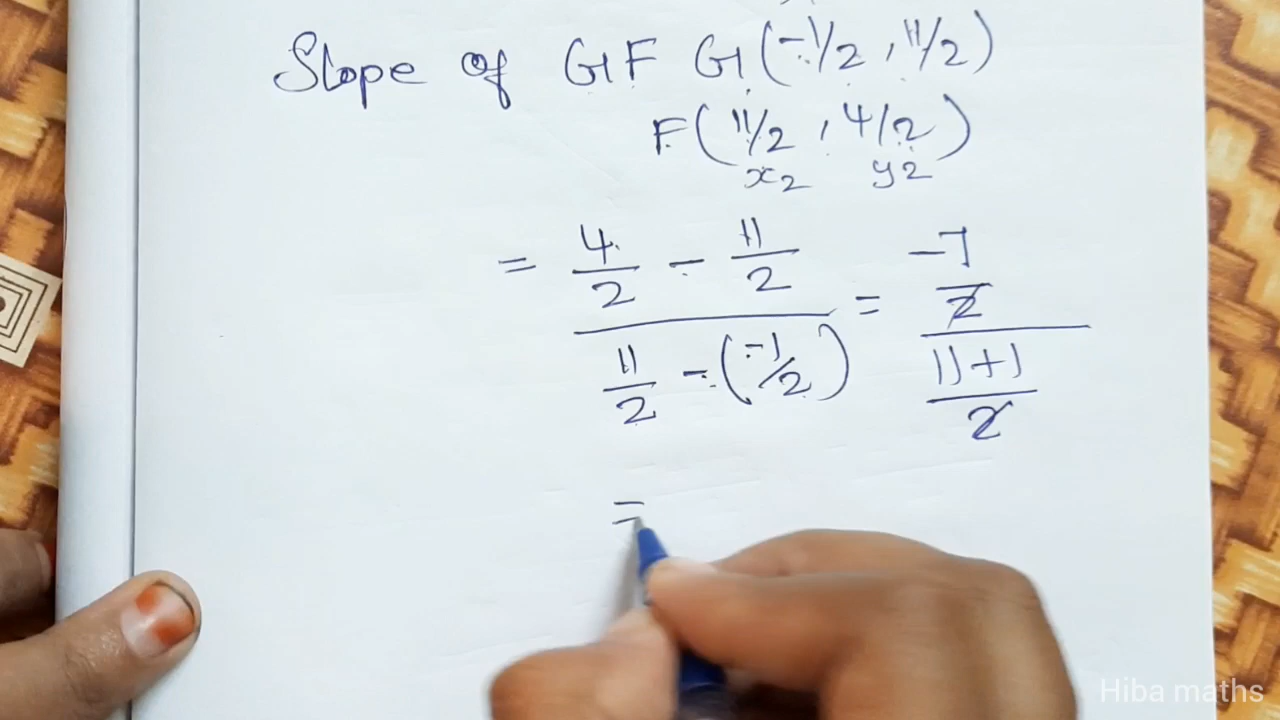 Slope of GF G(-1/2, 11/2)
F(11/2, 4/2)
x2 y2
= 4/2 - 11/2 / 11/2 - (-1/2) = -7/2 / 11+1/2
=
Hiba maths